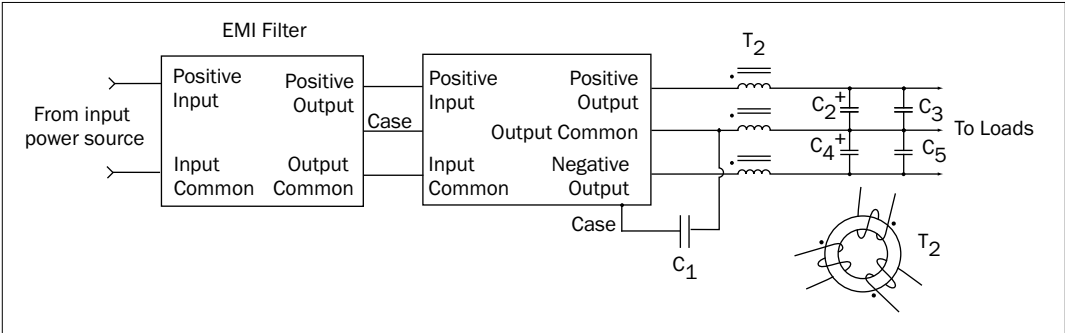 EMI Filter
From input
power source
Positive
Input
Positive
Output
Input
Common
Output
Common
Case
Positive
Input
Positive
Output
Output Common
Input
Common
Negative
Output
Case
C1
T2
C2
+
C3
C4
+
C5
To Loads
T2